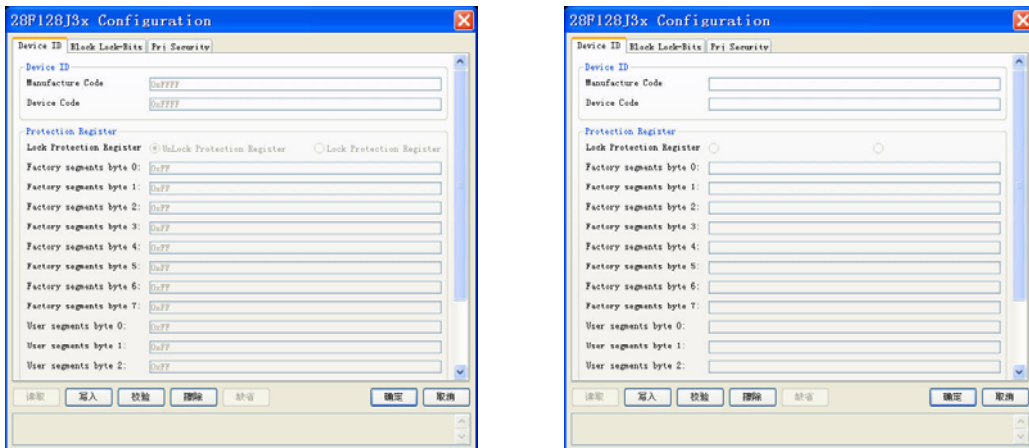 28F128J3x Configuration
Device ID Block Lock-Bits Prj Security
Device ID
Manufacture Code 0xFFFF
Device Code 0xFFFF
Protection Register
Lock Protection Register UnLock Protection Register Lock Protection Register
Factory segments byte 0: 0xFF
Factory segments byte 1: 0xFF
Factory segments byte 2: 0xFF
Factory segments byte 3: 0xFF
Factory segments byte 4: 0xFF
Factory segments byte 5: 0xFF
Factory segments byte 6: 0xFF
Factory segments byte 7: 0xFF
User segments byte 0: 0xFF
User segments byte 1: 0xFF
User segments byte 2: 0xFF
读取 写入 校验 擦除 缺省 确定 取消
28F128J3x Configuration
Device ID Block Lock-Bits Prj Security
Device ID
Manufacture Code
Device Code
Protection Register
Lock Protection Register
Factory segments byte 0:
Factory segments byte 1:
Factory segments byte 2:
Factory segments byte 3:
Factory segments byte 4:
Factory segments byte 5:
Factory segments byte 6:
Factory segments byte 7:
User segments byte 0:
User segments byte 1:
User segments byte 2:
读取 写入 校验 擦除 缺省 确定 取消